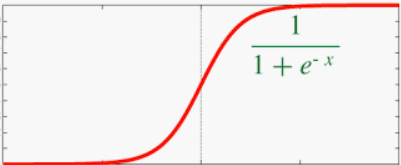 1
1 + e^{- x}